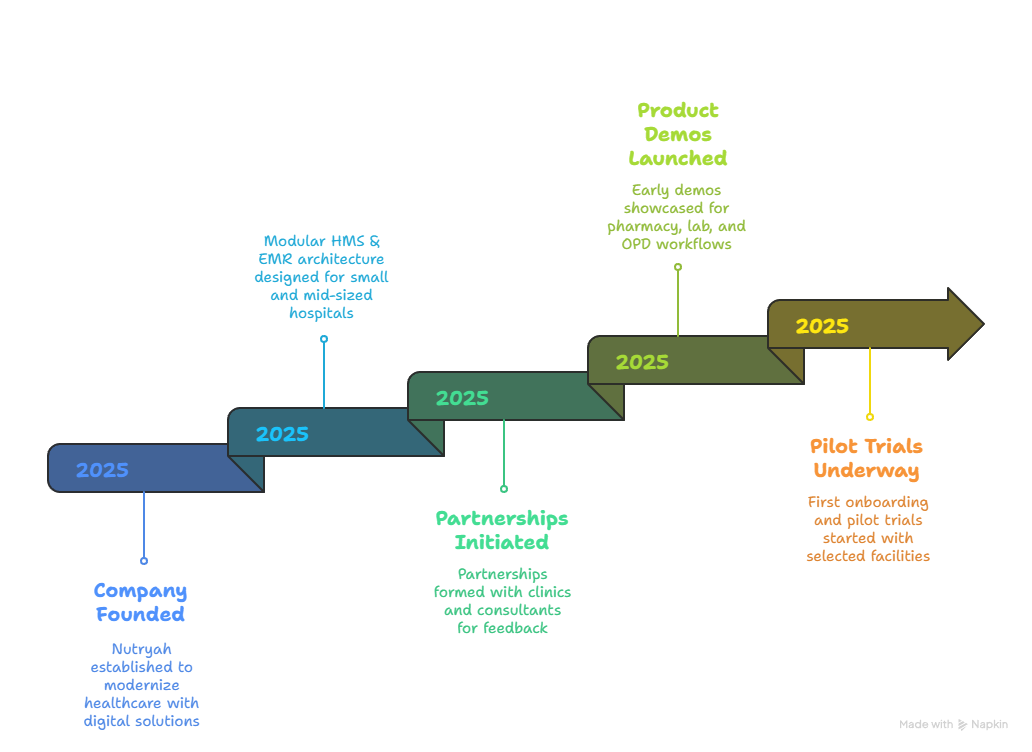 2025
Company
Founded
Nutryah
established to
modernize
healthcare with
digital solutions
Modular HMS &
EMR architecture
designed for small
and mid-sized
hospitals
2025
2025
Partnerships
Initiated
Partnerships
formed with clinics
and consultants
for feedback
Product
Demos
Launched
Early demos
showcased for
pharmacy, lab, and
OPD workflows
2025
2025
Pilot Trials
Underway
First onboarding
and pilot trials
started with
selected facilities
Made with Napkin